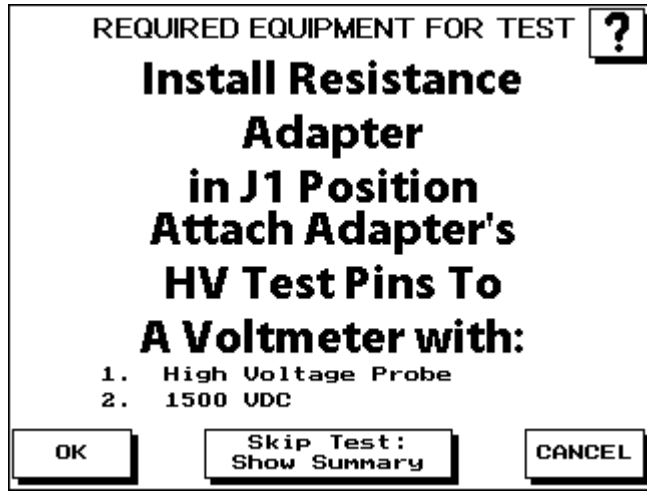 REQUIRED EQUIPMENT FOR TEST ?
Install Resistance
Adapter
in J1 Position
Attach Adapter's
HV Test Pins To
A Voltmeter with:
1. High Voltage Probe
2. 1500 VDC
OK
Skip Test:
Show Summary
CANCEL